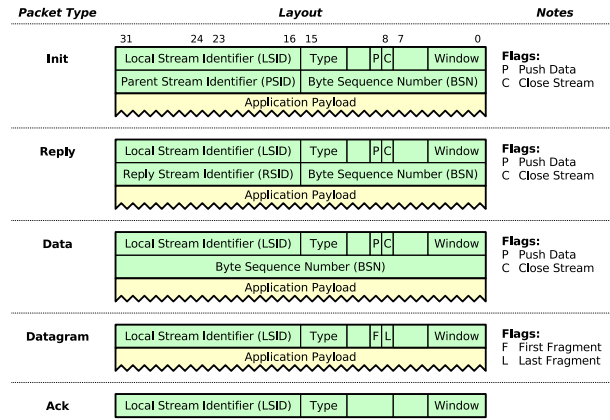 Packet Type Layout Notes
31 24 23 16 15 8 7 0
Init
Local Stream Identifier (LSID) Type P C Window
Parent Stream Identifier (PSID) Byte Sequence Number (BSN)
Application Payload
Flags:
P Push Data
C Close Stream
Reply
Local Stream Identifier (LSID) Type P C Window
Reply Stream Identifier (RSID) Byte Sequence Number (BSN)
Application Payload
Flags:
P Push Data
C Close Stream
Data
Local Stream Identifier (LSID) Type P C Window
Byte Sequence Number (BSN)
Application Payload
Flags:
P Push Data
C Close Stream
Datagram
Local Stream Identifier (LSID) Type F L Window
Application Payload
Flags:
F First Fragment
L Last Fragment
Ack
Local Stream Identifier (LSID) Type Window